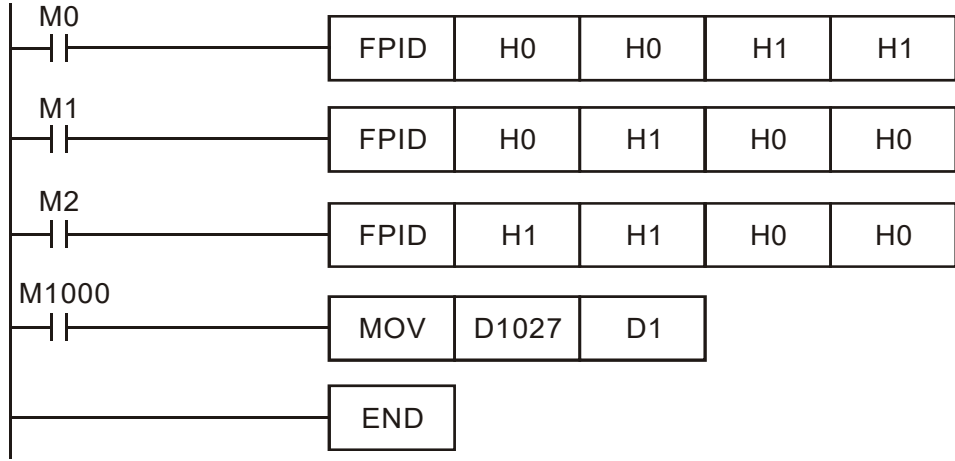 M0
FPID H0 H0 H1 H1
M1
FPID H0 H1 H0 H0
M2
FPID H1 H1 H0 H0
M1000
MOV D1027 D1
END